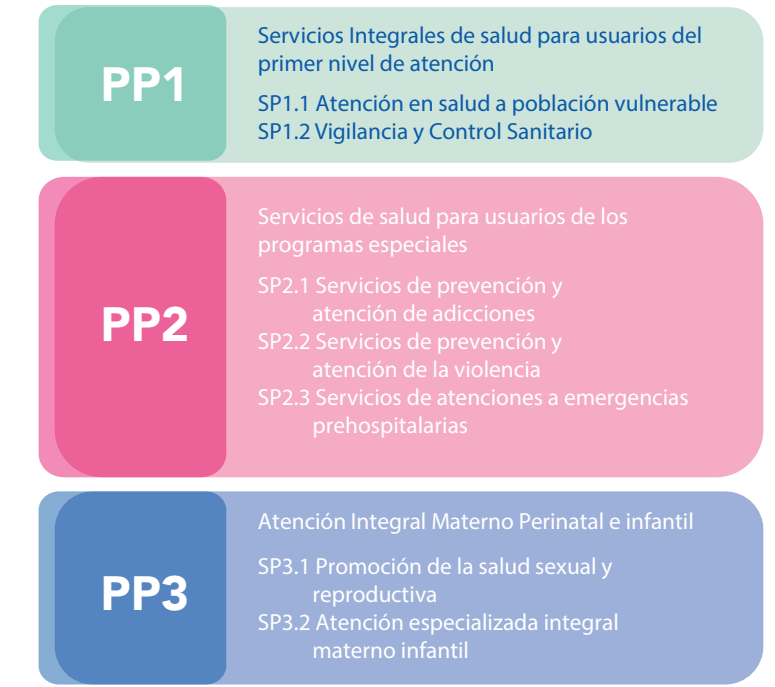 PP1
Servicios Integrales de salud para usuarios del
primer nivel de atención
SP1.1 Atención en salud a población vulnerable
SP1.2 Vigilancia y Control Sanitario
PP2
Servicios de salud para usuarios de los
programas especiales
SP2.1 Servicios de prevención y
atención de adicciones
SP2.2 Servicios de prevención y
atención de la violencia
SP2.3 Servicios de atenciones a emergencias
prehospitalarias
PP3
Atención Integral Materno Perinatal e infantil
SP3.1 Promoción de la salud sexual y
reproductiva
SP3.2 Atención especializada integral
materno infantil